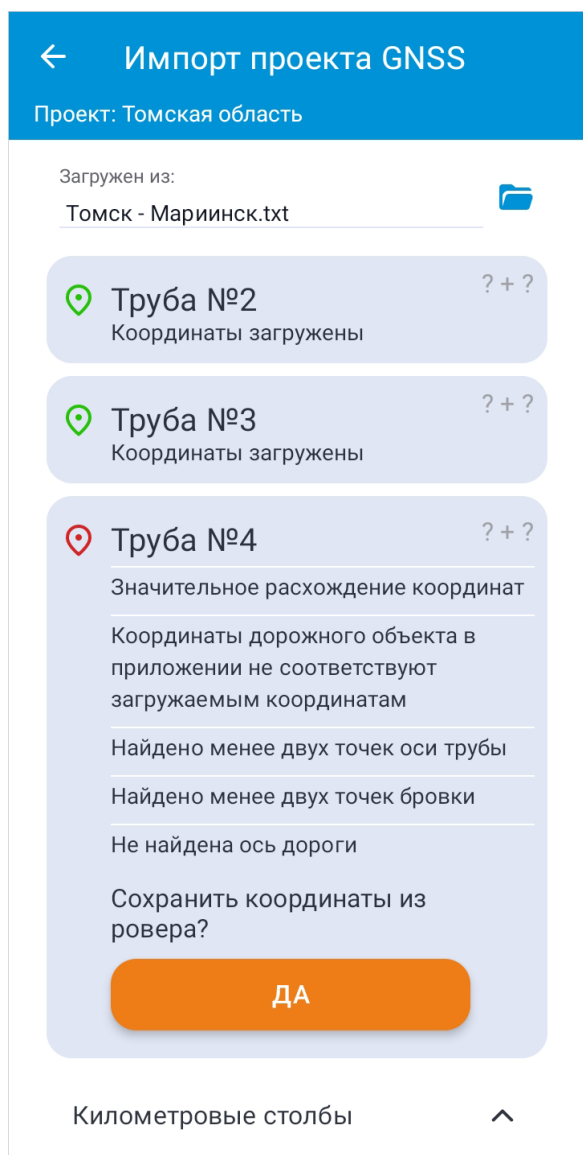 Импорт проекта GNSS
Проект: Томская область
Загружен из:
Томск - Мариинск.txt
Труба №2
? + ?
Координаты загружены
Труба №3
? + ?
Координаты загружены
Труба №4
? + ?
Значительное расхождение координат
Координаты дорожного объекта в
приложении не соответствуют
загружаемым координатам
Найдено менее двух точек оси трубы
Найдено менее двух точек бровки
Не найдена ось дороги
Сохранить координаты из
ровера?
ДА
Километровые столбы